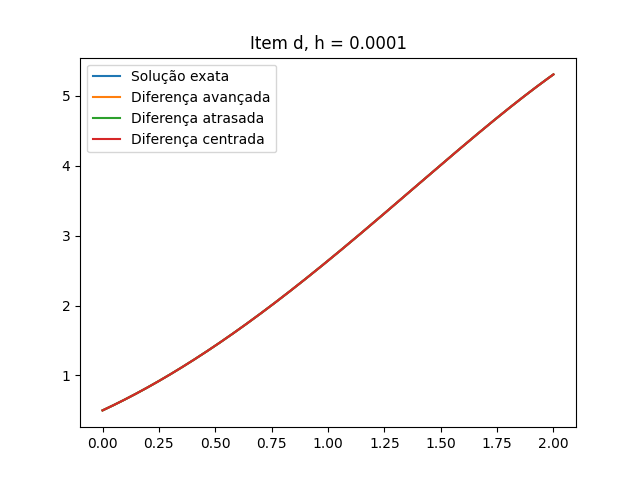 Item d, h = 0.0001
Solução exata
Diferença avançada
Diferença atrasada
Diferença centrada
5
4
3
2
1
0.00 0.25 0.50 0.75 1.00 1.25 1.50 1.75 2.00